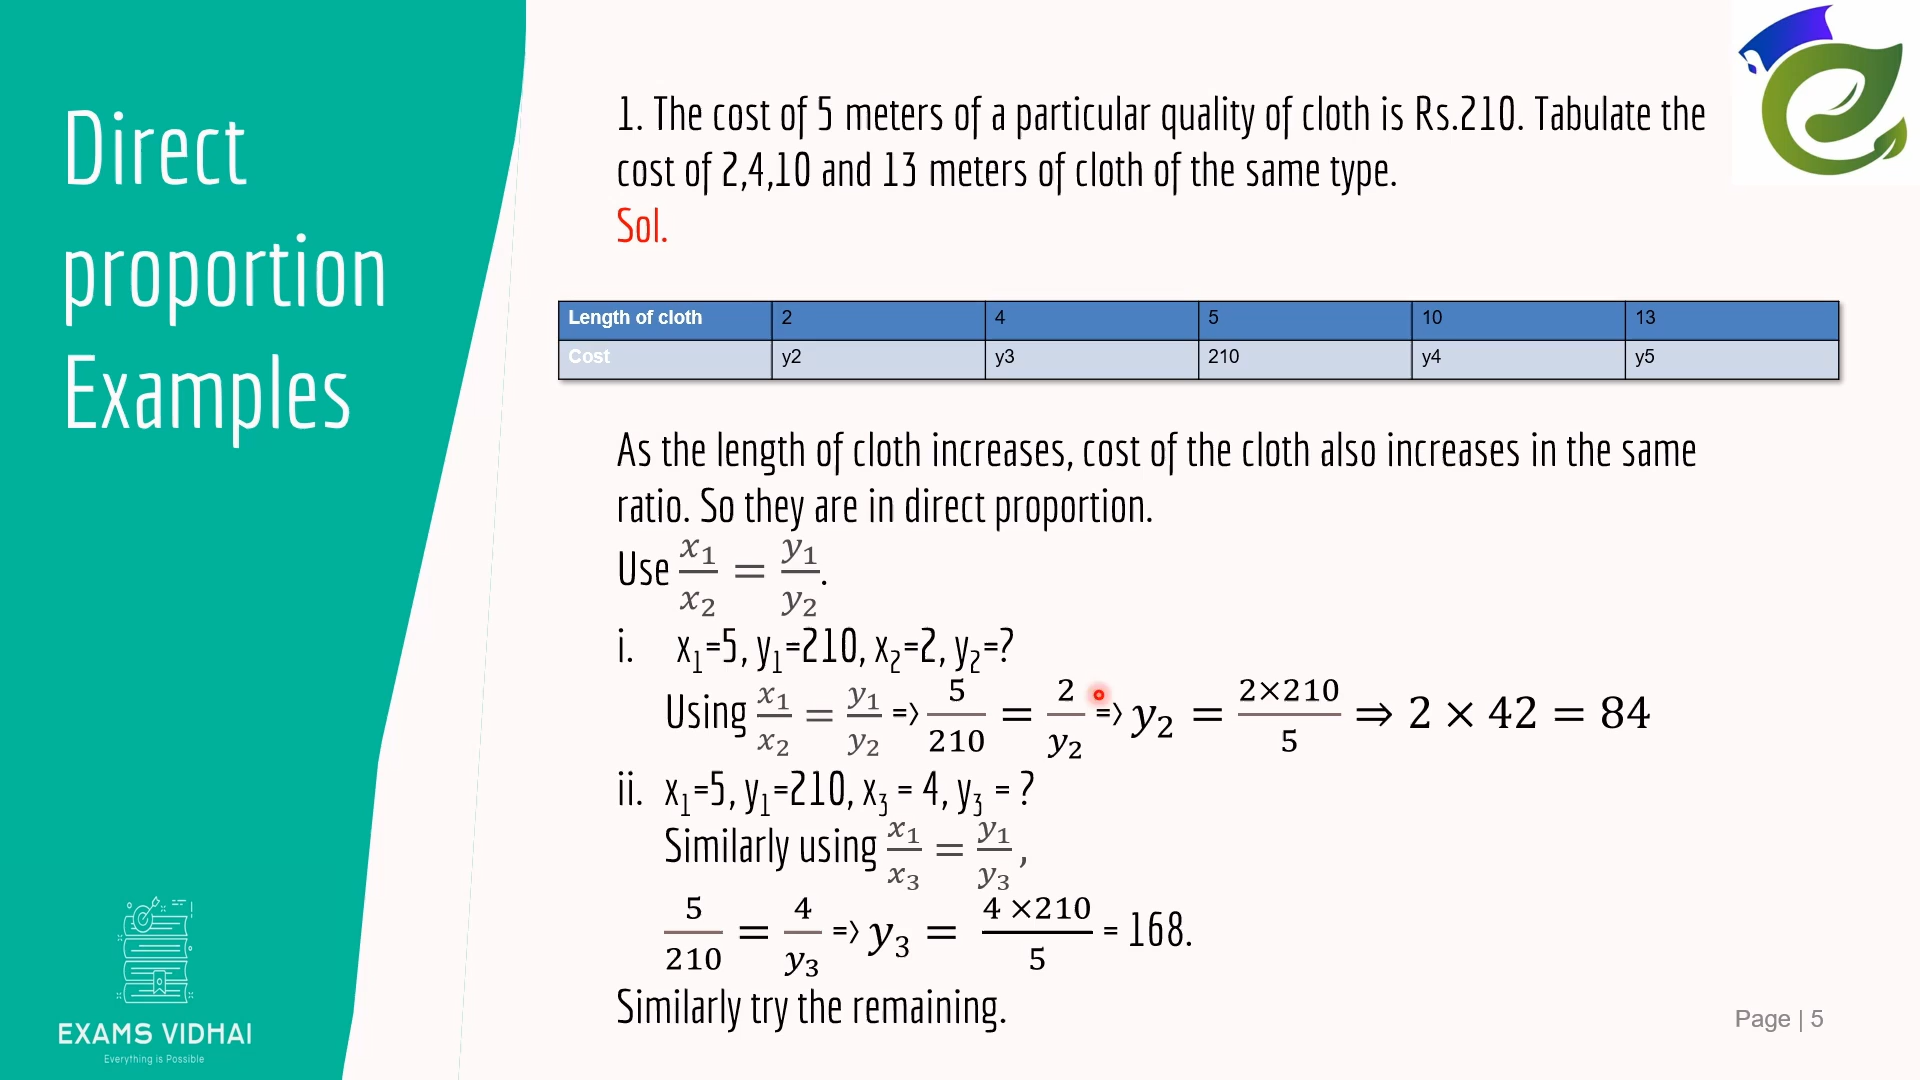 Direct
proportion
Examples
1. The cost of 5 meters of a particular quality of cloth is Rs.210. Tabulate the
cost of 2,4,10 and 13 meters of cloth of the same type.
Sol.
Length of cloth 2 4 5 10 13
Cost y2 y3 210 y4 y5
As the length of cloth increases, cost of the cloth also increases in the same
ratio. So they are in direct proportion.
Use x₁/x₂ = y₁/y₂.
i. x₁=5, y₁=210, x₂=2, y₂=?
Using x₁/x₂ = y₁/y₂ => 5/210 = 2/y₂ => y₂ = 2×210/5 ⇒ 2 × 42 = 84
ii. x₁=5, y₁=210, x₃ = 4, y₃ = ?
Similarly using x₁/x₃ = y₁/y₃,
5/210 = 4/y₃ => y₃ = 4 ×210/5 = 168.
Similarly try the remaining.
EXAMS VIDHAI
Everything is Possible
Page | 5